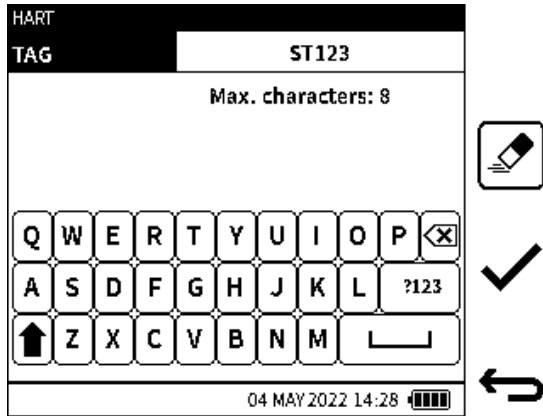 HART
TAG ST123
Max. characters: 8
Q W E R T Y U I O P
A S D F G H J K L ?123
Z X C V B N M
04 MAY 2022 14:28